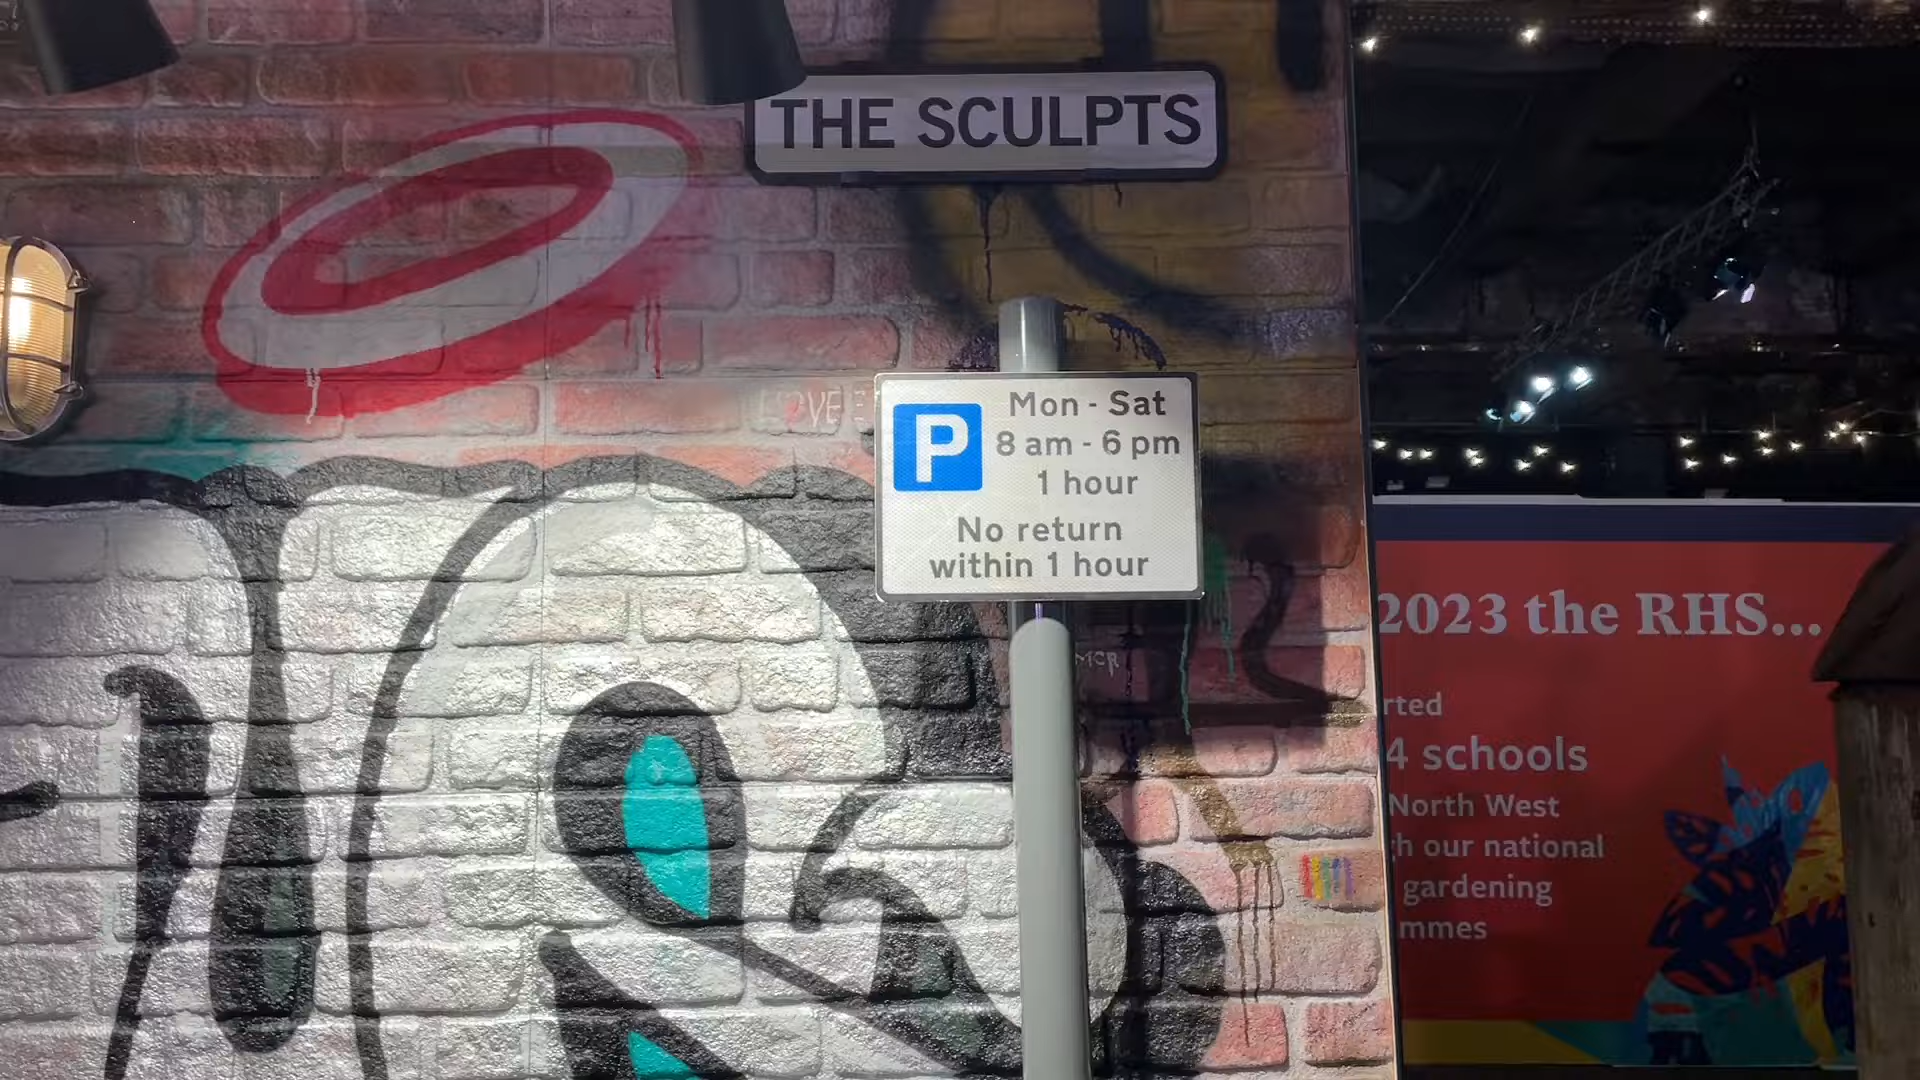 THE SCULPTS
P
Mon - Sat
8 am - 6 pm
1 hour
No return
within 1 hour
MCR
2023 the RHS...
rted
4 schools
North West
h our national
gardening
mmes